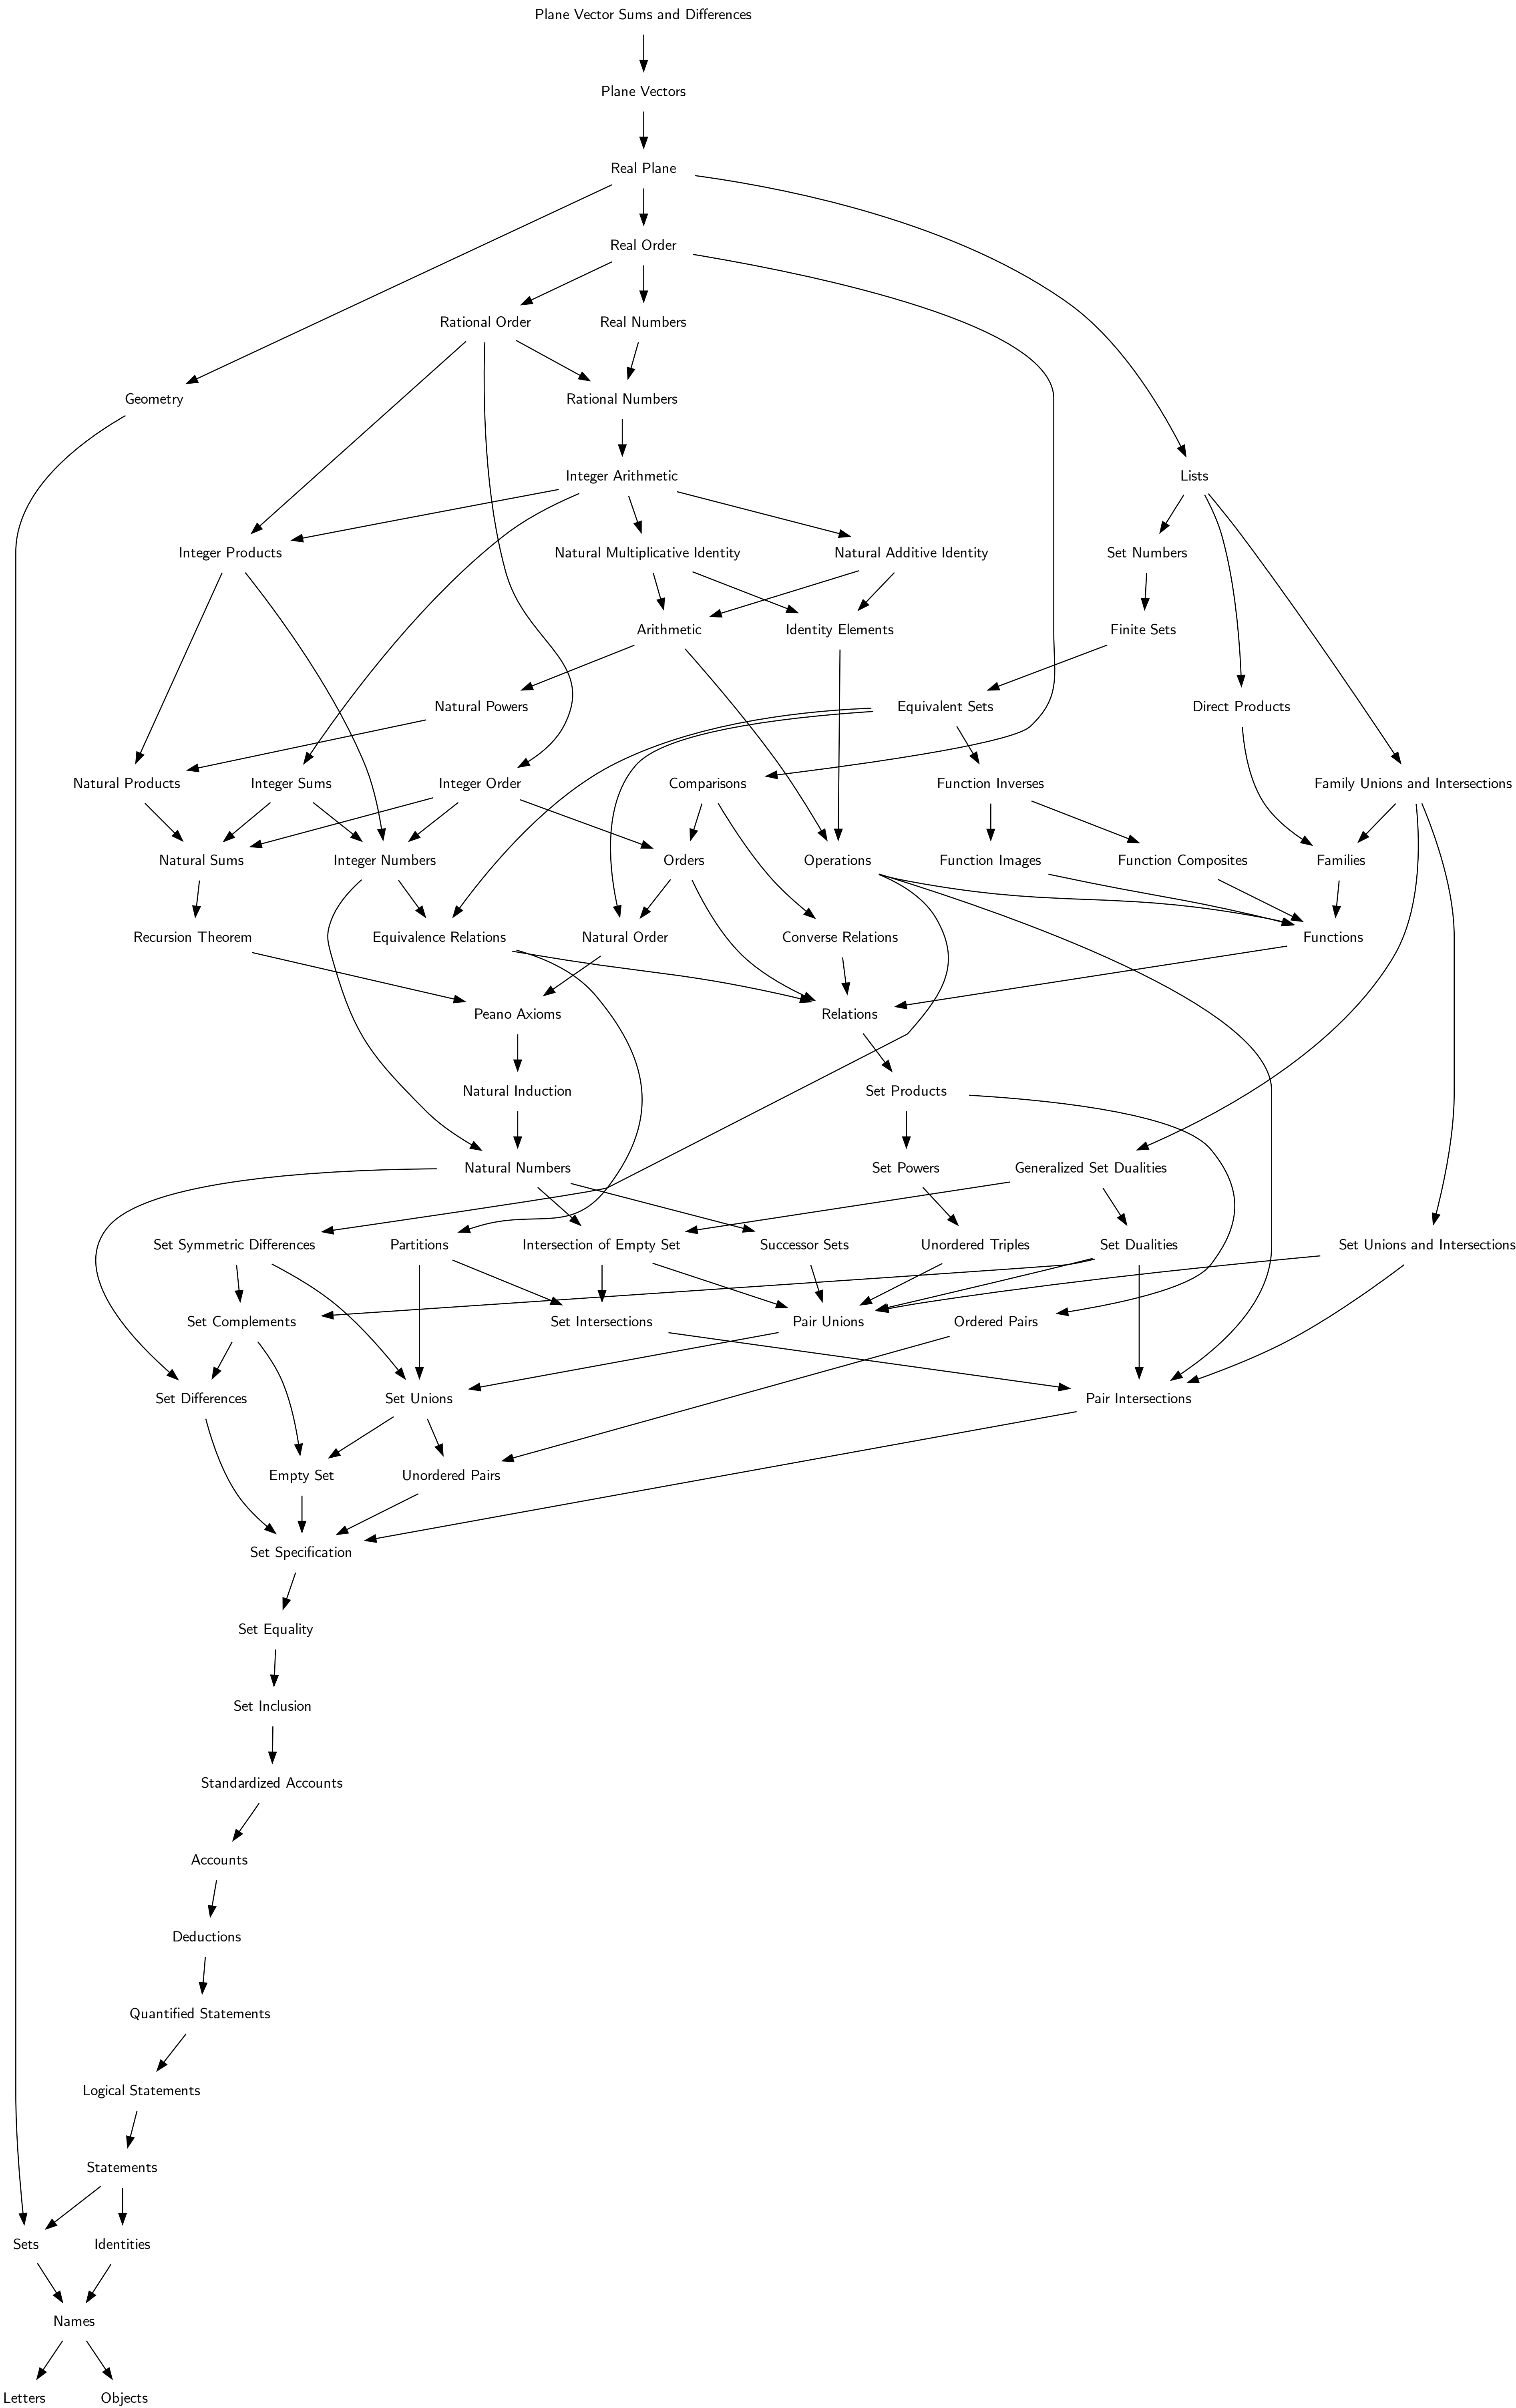 Plane Vector Sums and Differences
Plane Vectors
Real Plane
Real Order
Rational Order
Real Numbers
Geometry
Rational Numbers
Integer Arithmetic
Lists
Integer Products
Natural Multiplicative Identity
Natural Additive Identity
Set Numbers
Arithmetic
Identity Elements
Finite Sets
Natural Powers
Equivalent Sets
Direct Products
Natural Products
Integer Sums
Integer Order
Comparisons
Function Inverses
Family Unions and Intersections
Natural Sums
Integer Numbers
Orders
Operations
Function Images
Function Composites
Families
Recursion Theorem
Equivalence Relations
Natural Order
Converse Relations
Functions
Peano Axioms
Relations
Natural Induction
Set Products
Natural Numbers
Set Powers
Generalized Set Dualities
Set Symmetric Differences
Partitions
Intersection of Empty Set
Successor Sets
Unordered Triples
Set Dualities
Set Unions and Intersections
Set Complements
Set Intersections
Pair Unions
Ordered Pairs
Set Differences
Set Unions
Pair Intersections
Empty Set
Unordered Pairs
Set Specification
Set Equality
Set Inclusion
Standardized Accounts
Accounts
Deductions
Quantified Statements
Logical Statements
Statements
Sets
Identities
Names
Letters
Objects